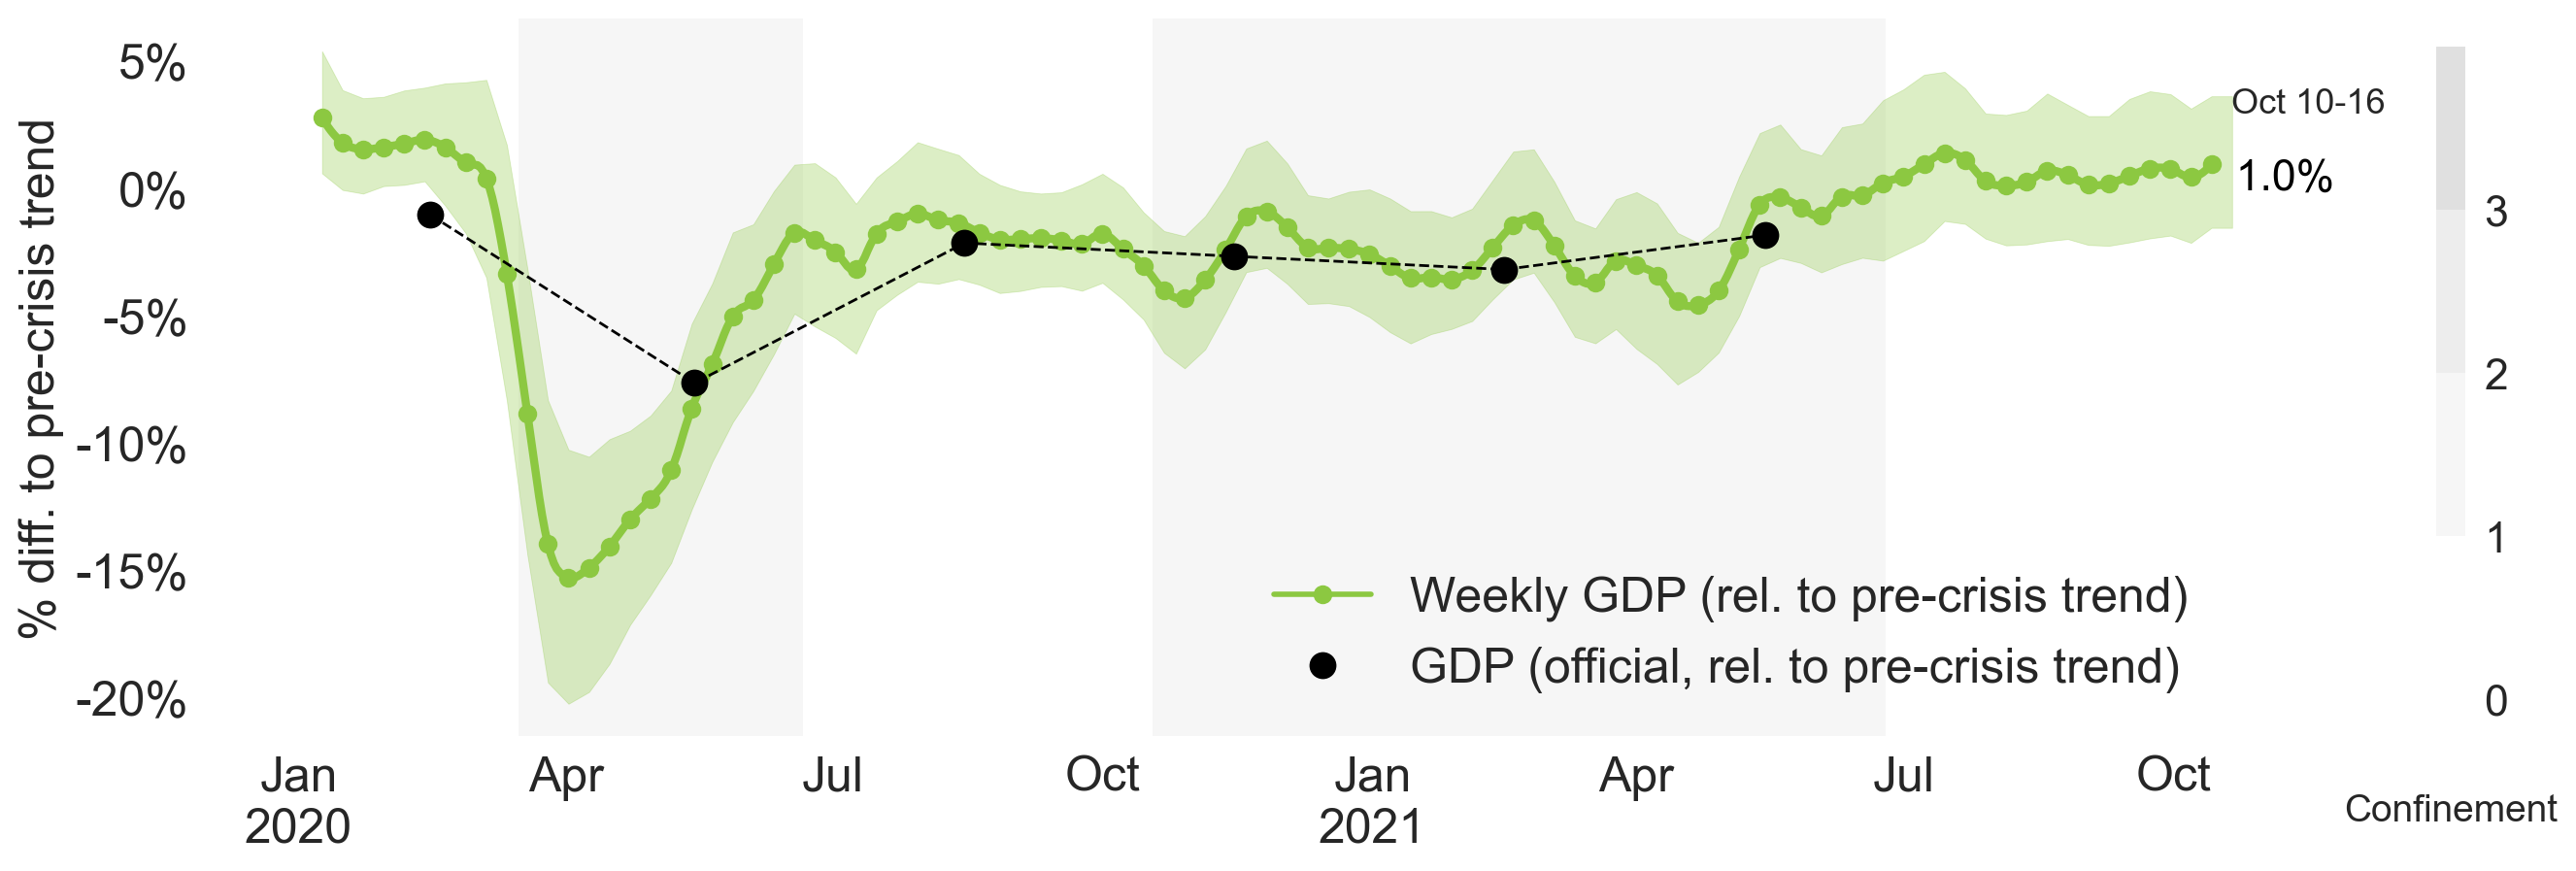 % diff. to pre-crisis trend
5%
0%
-5%
-10%
-15%
-20%
Oct 10-16
1.0%
Weekly GDP (rel. to pre-crisis trend)
GDP (official, rel. to pre-crisis trend)
Jan Apr Jul Oct Jan Apr Jul Oct
2020 2021
3
2
1
0
Confinement